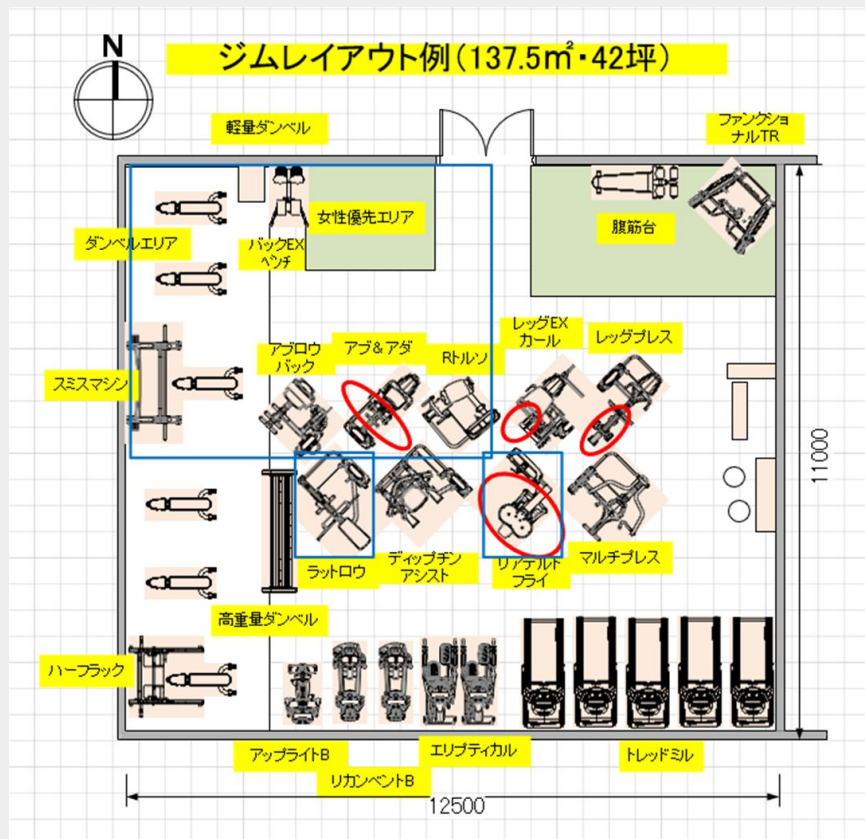 N
ジムレイアウト例(137.5㎡・42坪)
軽量ダンベル
ファンクショ
ナルTR
女性優先エリア
腹筋台
ダンベルエリア
バックEX
ベンチ
レッグEX
カール
レッグプレス
アブロウ
バック
アブ&アダ
Rトルソ
スミスマシン
11000
ラットロウ
ディップチン
アシスト
リアデルト
フライ
マルチプレス
高重量ダンベル
ハーフラック
アップライトB
エリプティカル
トレッドミル
リカンベントB
12500